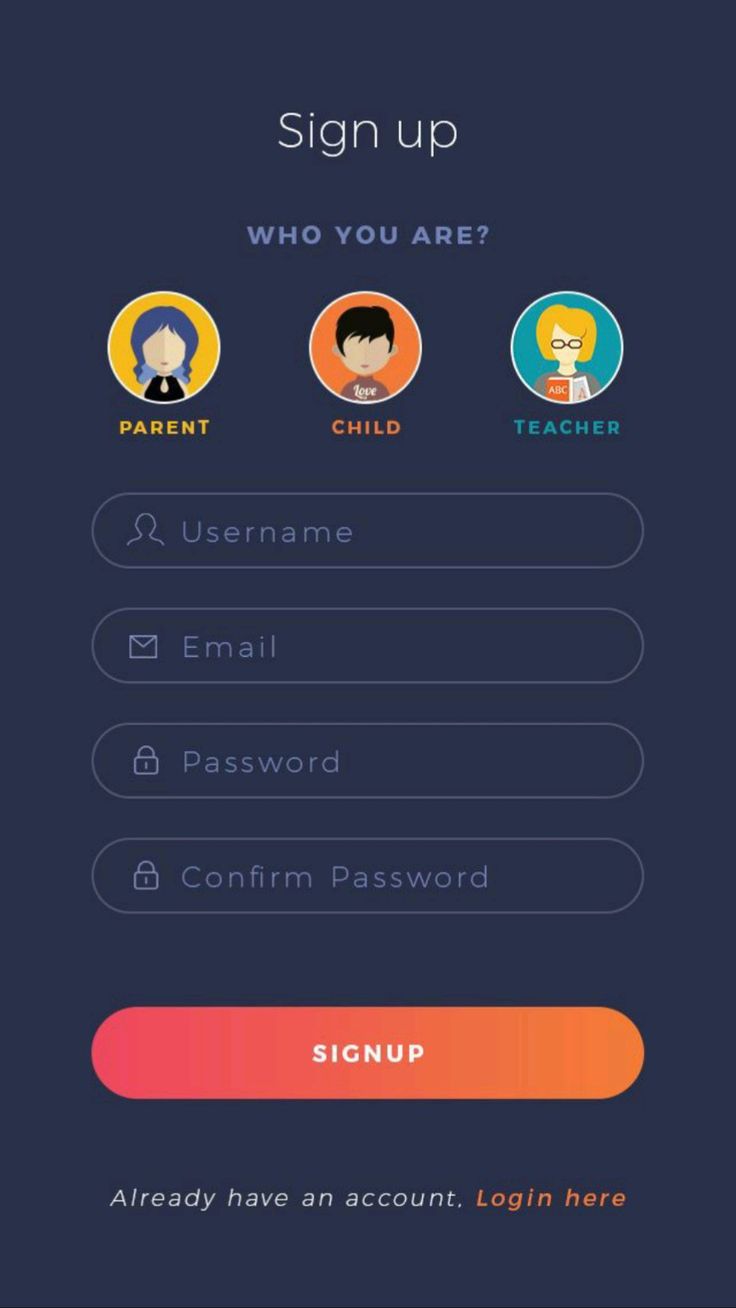 Sign up
WHO YOU ARE?
Love
ABC
A
PARENT
CHILD
TEACHER
Username
Email
Password
Confirm Password
SIGNUP
Already have an account, Login here